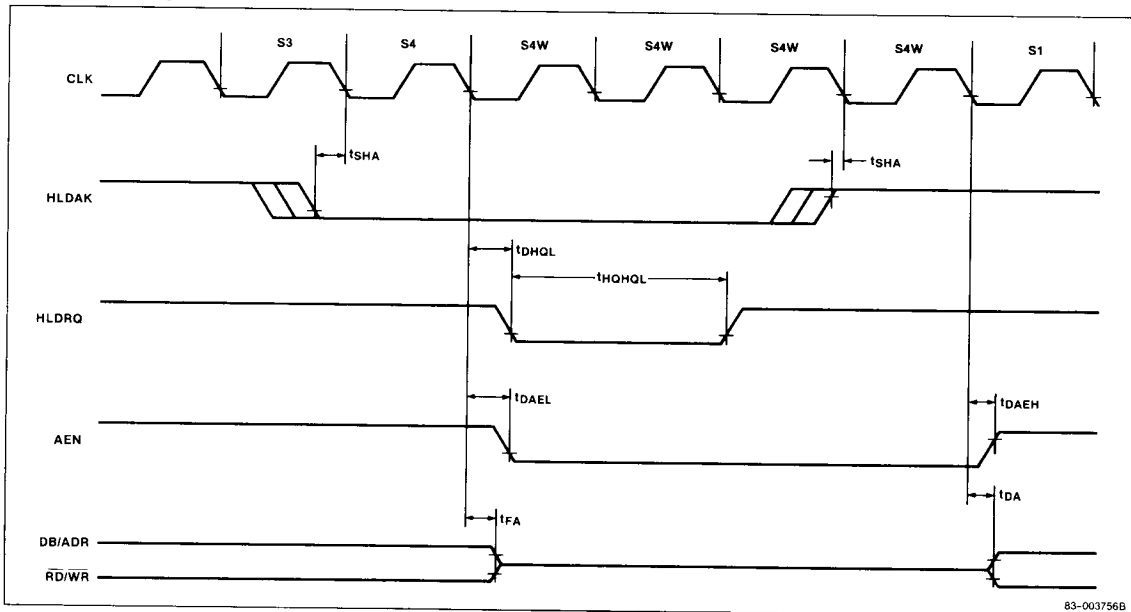 S3 S4 S4W S4W S4W S4W S1
CLK
tSHA tSHA
HLDAK
tDHQL
tHQHQL
HLDRQ
tDAEL tDAEH
AEN
tFA tDA
DB/ADR
RD/WR
83-003756B